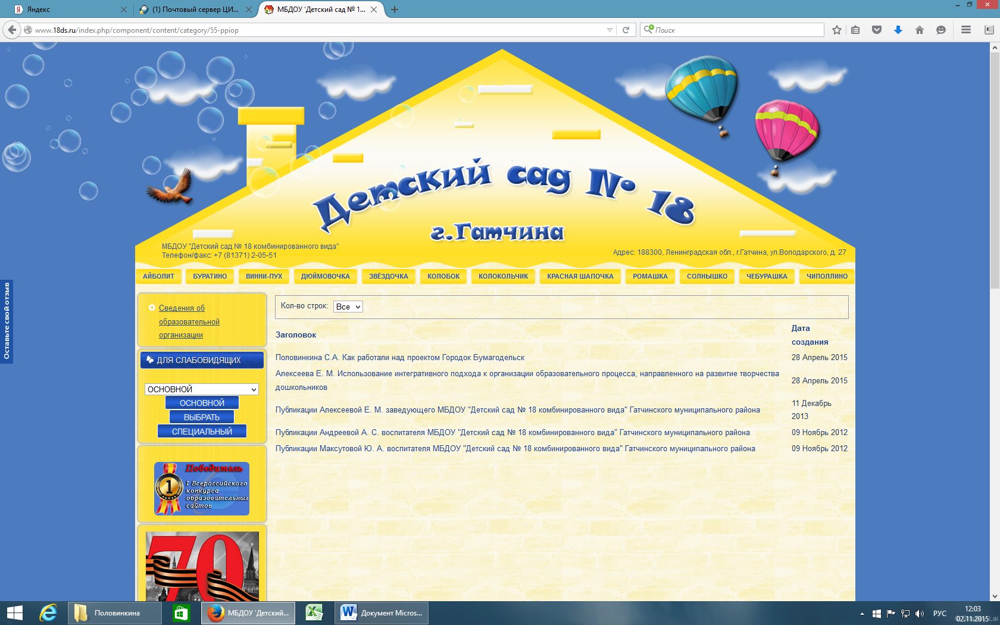 Яндекс
(1) Почтовый сервер ЦИ...
МБДОУ 'Детский сад № 1...
www.18ds.ru/index.php/component/content/category/55-ppiop
Поиск
Детский сад № 18
г.Гатчина
МБДОУ "Детский сад № 18 комбинированного вида"
Телефон/факс: +7 (81371) 2-05-51
Адрес: 188300, Ленинградская обл., г.Гатчина, ул.Володарского, д. 27
АЙБОЛИТ БУРАТИНО ВИННИ-ПУХ ДЮЙМОВОЧКА ЗВЁЗДОЧКА КОЛОБОК КОЛОКОЛЬЧИК КРАСНАЯ ШАПОЧКА РОМАШКА СОЛНЫШКО ЧЕБУРАШКА ЧИПОЛЛИНО
Оставьте свой отзыв
Сведения об
образовательной
организации
ДЛЯ СЛАБОВИДЯЩИХ
ОСНОВНОЙ
ОСНОВНОЙ
ВЫБРАТЬ
СПЕЦИАЛЬНЫЙ
Победитель
1
I Всероссийского
конкурса
образовательных
сайтов
70
Кол-во строк: Все
Заголовок
Дата
создания
Половинкина С.А. Как работали над проектом Городок Бумагодельск
28 Апрель 2015
Алексеева Е. М. Использование интегративного подхода к организации образовательного процесса, направленного на развитие творчества
дошкольников
28 Апрель 2015
Публикации Алексеевой Е. М. заведующего МБДОУ "Детский сад № 18 комбинированного вида" Гатчинского муниципального района
11 Декабрь
2013
Публикации Андреевой А. С. воспитателя МБДОУ "Детский сад № 18 комбинированного вида" Гатчинского муниципального района
09 Ноябрь 2012
Публикации Максутовой Ю. А. воспитателя МБДОУ "Детский сад № 18 комбинированного вида" Гатчинского муниципального района
09 Ноябрь 2012
Половинкина
МБДОУ 'Детский...
Документ Micros...
РУС
12:03
02.11.2015